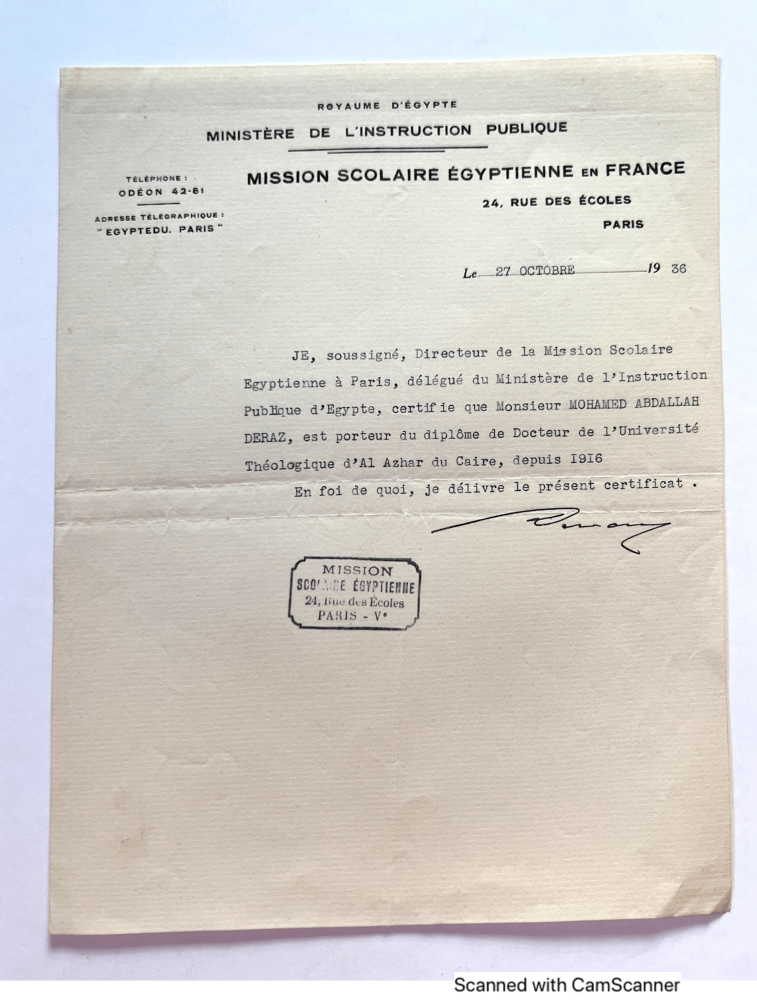 ROYAUME D'ÉGYPTE
MINISTÈRE DE L'INSTRUCTION PUBLIQUE
MISSION SCOLAIRE ÉGYPTIENNE EN FRANCE
24, RUE DES ÉCOLES
PARIS
TÉLÉPHONE :
ODÉON 42-81
ADRESSE TÉLÉGRAPHIQUE :
"EGYPTEDU. PARIS"
Le 27 OCTOBRE 19 36
JE, soussigné, Directeur de la Mission Scolaire
Egyptienne à Paris, délégué du Ministère de l'Instruction
Publique d'Egypte, certifie que Monsieur MOHAMED ABDALLAH
DERAZ, est porteur du diplôme de Docteur de l'Université
Théologique d'Al Azhar du Caire, depuis I9I6
En foi de quoi, je délivre le présent certificat .
MISSION
SCOLAIRE ÉGYPTIENNE
24, Rue des Écoles
PARIS - Vᵉ
Scanned with CamScanner